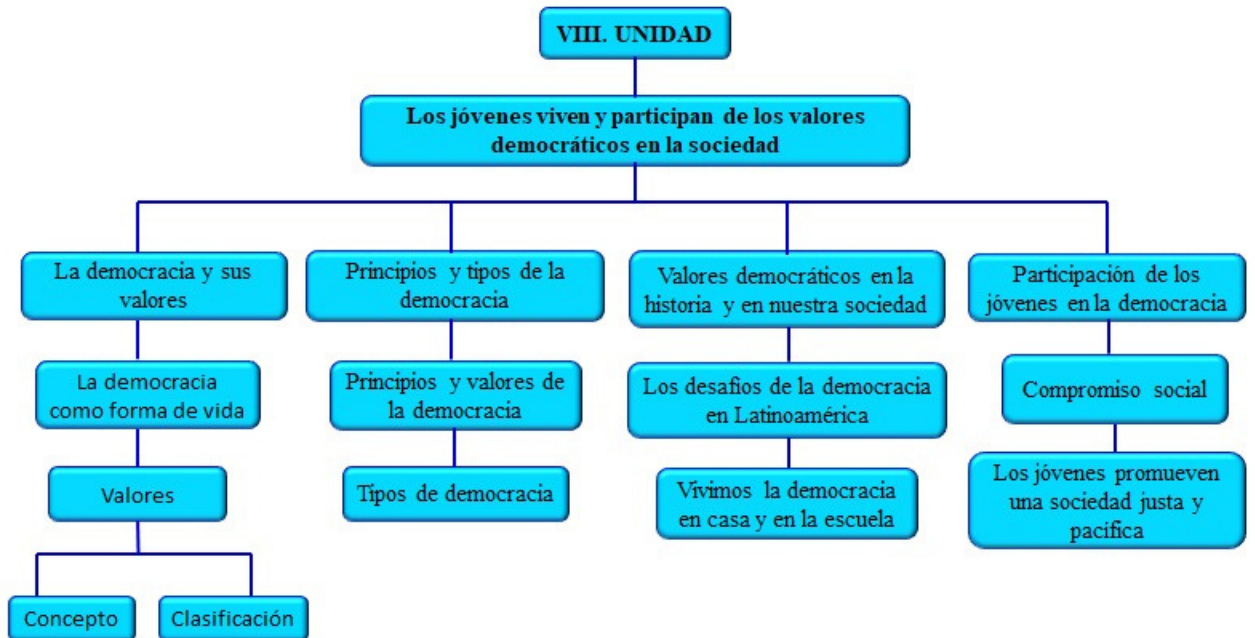 VIII. UNIDAD
Los jóvenes viven y participan de los valores
democráticos en la sociedad
La democracia y sus
valores
Principios y tipos de la
democracia
Valores democráticos en la
historia y en nuestra sociedad
Participación de los
jóvenes en la democracia
La democracia
como forma de vida
Principios y valores de
la democracia
Los desafíos de la democracia
en Latinoamérica
Compromiso social
Valores
Tipos de democracia
Vivimos la democracia
en casa y en la escuela
Los jóvenes promueven
una sociedad justa y
pacífica
Concepto
Clasificación